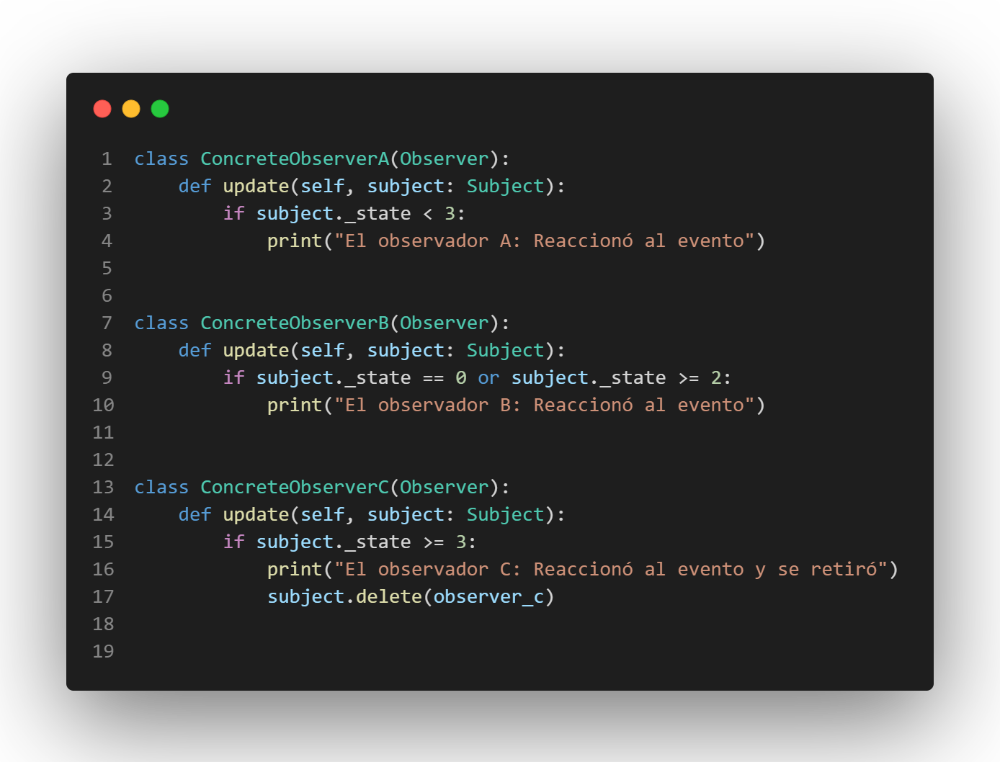 1 class ConcreteObserverA(Observer):
2     def update(self, subject: Subject):
3         if subject._state < 3:
4             print("El observador A: Reaccionó al evento")
5
6
7 class ConcreteObserverB(Observer):
8     def update(self, subject: Subject):
9         if subject._state == 0 or subject._state >= 2:
10             print("El observador B: Reaccionó al evento")
11
12
13 class ConcreteObserverC(Observer):
14     def update(self, subject: Subject):
15         if subject._state >= 3:
16             print("El observador C: Reaccionó al evento y se retiró")
17             subject.delete(observer_c)
18
19